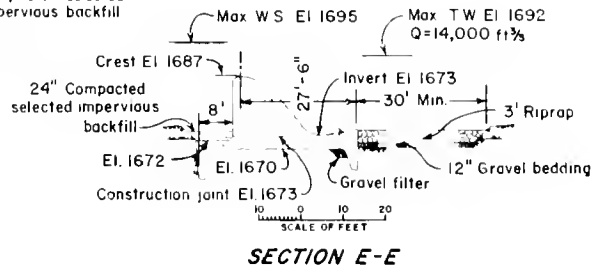 pervious backfill
Max WS El 1695
Max TW El 1692
Q=14,000 ft³/s
Crest El 1687
24" Compacted
selected impervious
backfill
8'
27'-6"
Invert El 1673
30' Min.
3' Riprap
El. 1672
El. 1670
12" Gravel bedding
Construction joint El. 1673
Gravel filter
10 0 10 20
SCALE OF FEET
SECTION E-E